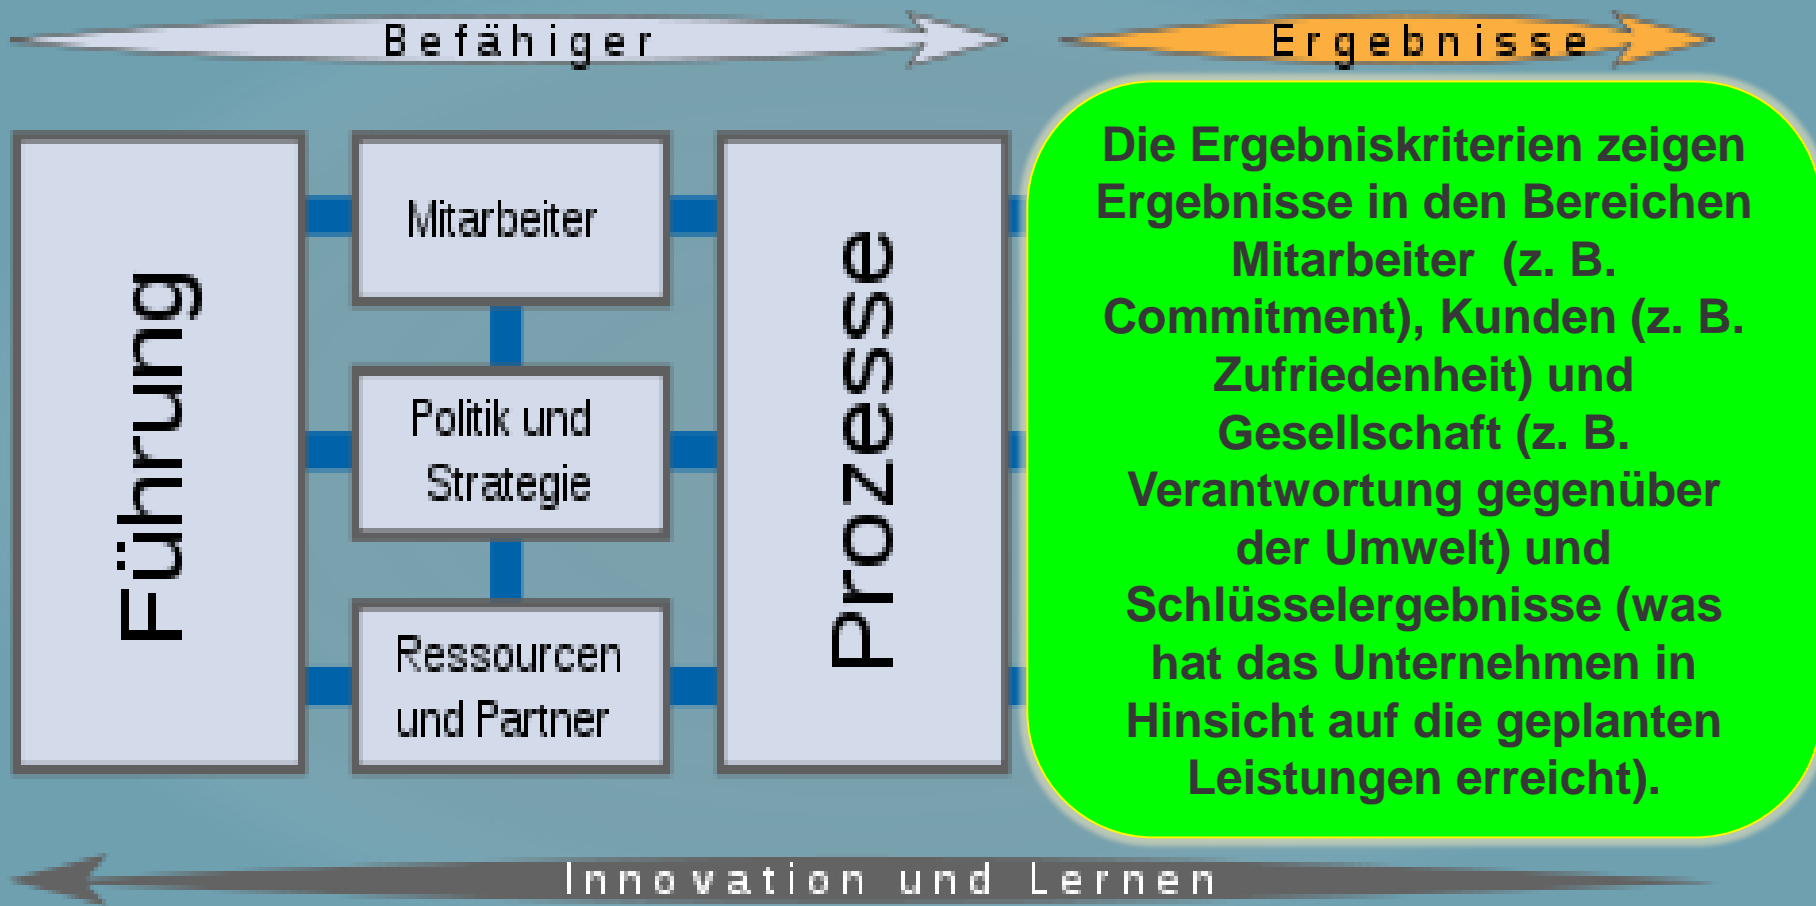 Befähiger
Ergebnisse
Führung
Mitarbeiter
Politik und
Strategie
Ressourcen
und Partner
Prozesse
Die Ergebniskriterien zeigen
Ergebnisse in den Bereichen
Mitarbeiter (z. B.
Commitment), Kunden (z. B.
Zufriedenheit) und
Gesellschaft (z. B.
Verantwortung gegenüber
der Umwelt) und
Schlüsselergebnisse (was
hat das Unternehmen in
Hinsicht auf die geplanten
Leistungen erreicht).
Innovation und Lernen